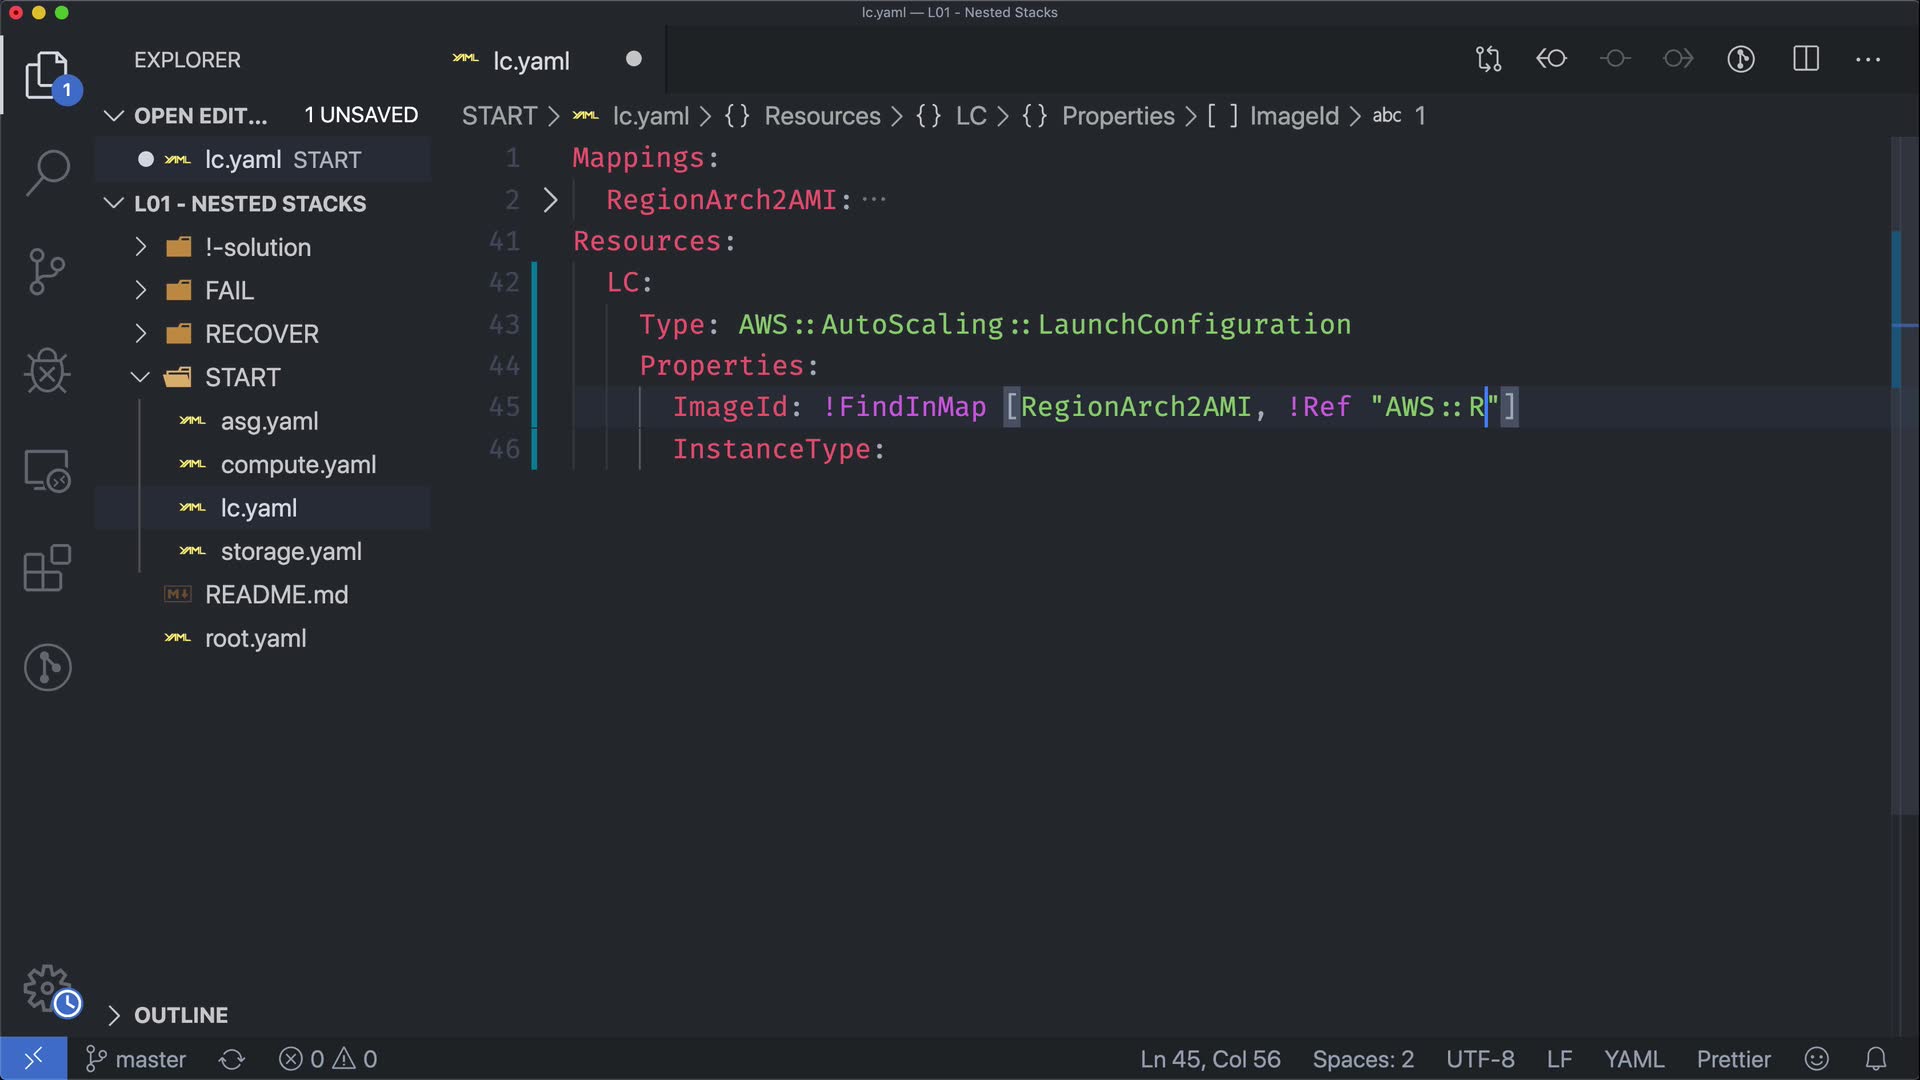 lc.yaml — L01 - Nested Stacks
EXPLORER
lc.yaml
1
OPEN EDIT... 1 UNSAVED
START > lc.yaml > {} Resources > {} LC > {} Properties > [ ] ImageId > abc 1
lc.yaml START
L01 - NESTED STACKS
!-solution
FAIL
RECOVER
START
asg.yaml
compute.yaml
lc.yaml
storage.yaml
README.md
root.yaml
OUTLINE
1 Mappings:
2 RegionArch2AMI: ...
41 Resources:
42 LC:
43 Type: AWS::AutoScaling::LaunchConfiguration
44 Properties:
45 ImageId: !FindInMap [RegionArch2AMI, !Ref "AWS::R"]
46 InstanceType:
master 0 0 Ln 45, Col 56 Spaces: 2 UTF-8 LF YAML Prettier